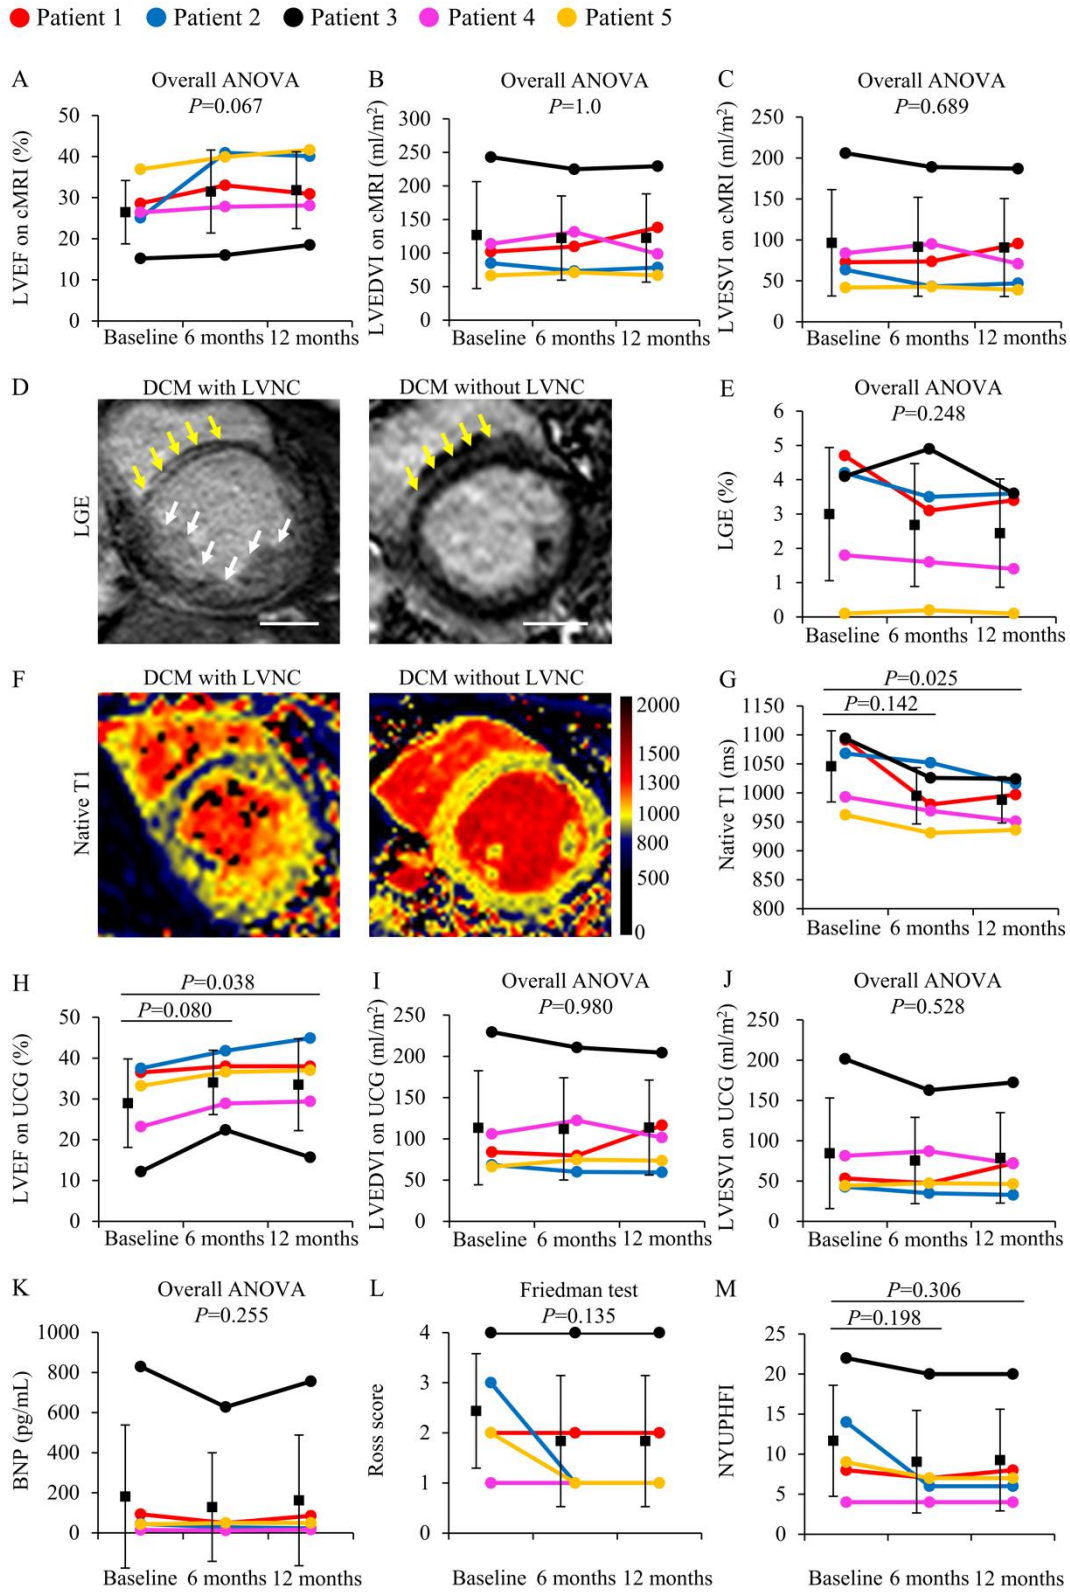 Patient 1 Patient 2 Patient 3 Patient 4 Patient 5
A Overall ANOVA
P=0.067
LVEF on cMRI (%)
50
40
30
20
10
0
Baseline 6 months 12 months
B Overall ANOVA
P=1.0
LVEDVI on cMRI (ml/m²)
300
250
200
150
100
50
0
Baseline 6 months 12 months
C Overall ANOVA
P=0.689
LVESVI on cMRI (ml/m²)
250
200
150
100
50
0
Baseline 6 months 12 months
D DCM with LVNC DCM without LVNC
LGE
E Overall ANOVA
P=0.248
LGE (%)
6
5
4
3
2
1
0
Baseline 6 months 12 months
F DCM with LVNC DCM without LVNC
Native T1
2000
1500
1300
1000
800
500
0
G P=0.025
P=0.142
Native T1 (ms)
1150
1100
1050
1000
950
900
850
800
Baseline 6 months 12 months
H P=0.038
P=0.080
LVEF on UCG (%)
50
40
30
20
10
0
Baseline 6 months 12 months
I Overall ANOVA
P=0.980
LVEDVI on UCG (ml/m²)
250
200
150
100
50
0
Baseline 6 months 12 months
J Overall ANOVA
P=0.528
LVESVI on UCG (ml/m²)
250
200
150
100
50
0
Baseline 6 months 12 months
K Overall ANOVA
P=0.255
BNP (pg/mL)
1000
800
600
400
200
0
Baseline 6 months 12 months
L Friedman test
P=0.135
Ross score
4
3
2
1
0
Baseline 6 months 12 months
M P=0.306
P=0.198
NYUPHFI
25
20
15
10
5
0
Baseline 6 months 12 months